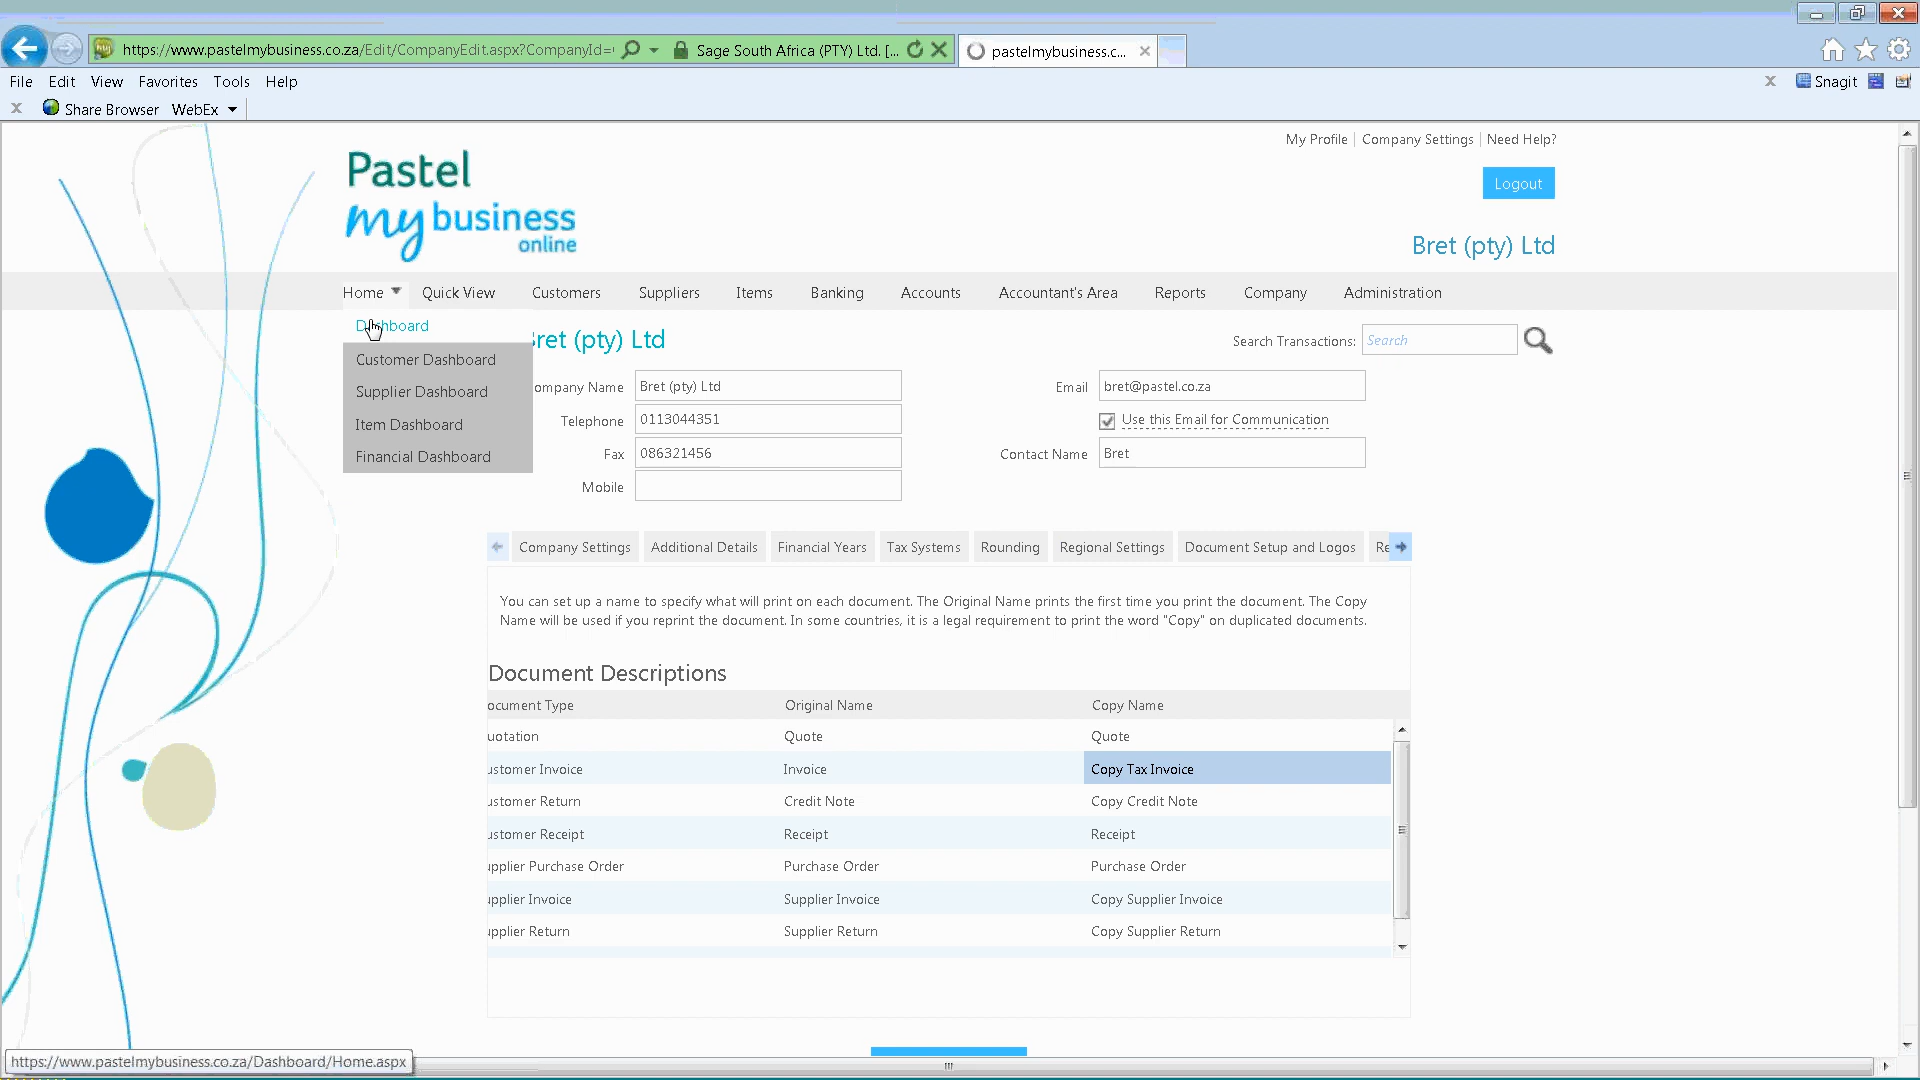 https://www.pastelmybusiness.co.za/Edit/CompanyEdit.aspx?CompanyId=
Sage South Africa (PTY) Ltd. [...
pastelmybusiness.c...
File Edit View Favorites Tools Help
Snagit
Share Browser WebEx
My Profile | Company Settings | Need Help?
Pastel
my business
online
Logout
Bret (pty) Ltd
Home Quick View Customers Suppliers Items Banking Accounts Accountant's Area Reports Company Administration
Dashboard
Customer Dashboard
Supplier Dashboard
Item Dashboard
Financial Dashboard
Bret (pty) Ltd
Search Transactions: Search
ompany Name Bret (pty) Ltd
Email bret@pastel.co.za
Telephone 0113044351
Use this Email for Communication
Fax 086321456
Contact Name Bret
Mobile
Company Settings Additional Details Financial Years Tax Systems Rounding Regional Settings Document Setup and Logos Re
You can set up a name to specify what will print on each document. The Original Name prints the first time you print the document. The Copy
Name will be used if you reprint the document. In some countries, it is a legal requirement to print the word "Copy" on duplicated documents.
Document Descriptions
ocument Type Original Name Copy Name
uotation Quote Quote
ustomer Invoice Invoice Copy Tax Invoice
ustomer Return Credit Note Copy Credit Note
ustomer Receipt Receipt Receipt
upplier Purchase Order Purchase Order Purchase Order
upplier Invoice Supplier Invoice Copy Supplier Invoice
upplier Return Supplier Return Copy Supplier Return
https://www.pastelmybusiness.co.za/Dashboard/Home.aspx